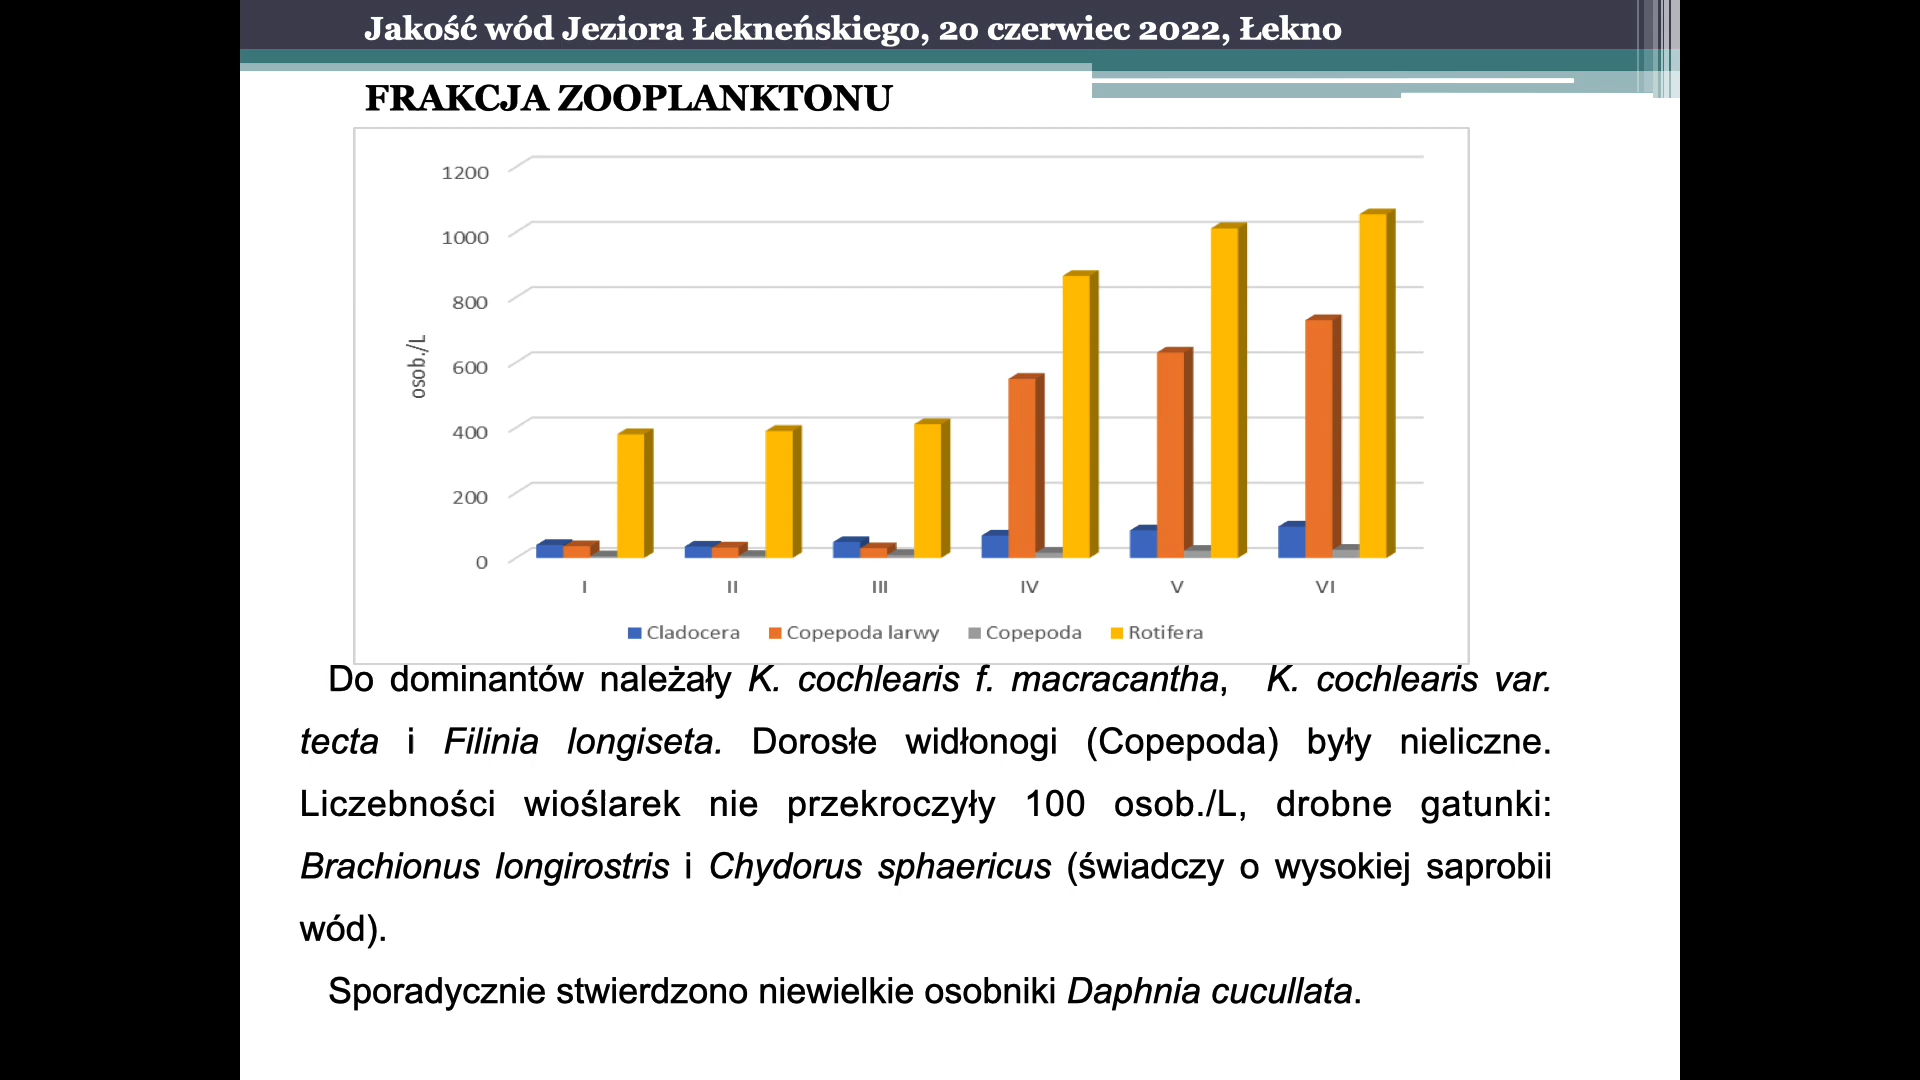 Jakość wód Jeziora Łekneńskiego, 20 czerwiec 2022, Łekno
FRAKCJA ZOOPLANKTONU
1200
1000
800
600
400
200
0
osob./L
I II III IV V VI
Cladocera Copepoda larwy Copepoda Rotifera
Do dominantów należały K. cochlearis f. macracantha, K. cochlearis var.
tecta i Filinia longiseta. Dorosłe widłonogi (Copepoda) były nieliczne.
Liczebności wioślarek nie przekroczyły 100 osob./L, drobne gatunki:
Brachionus longirostris i Chydorus sphaericus (świadczy o wysokiej saprobii
wód).
Sporadycznie stwierdzono niewielkie osobniki Daphnia cucullata.